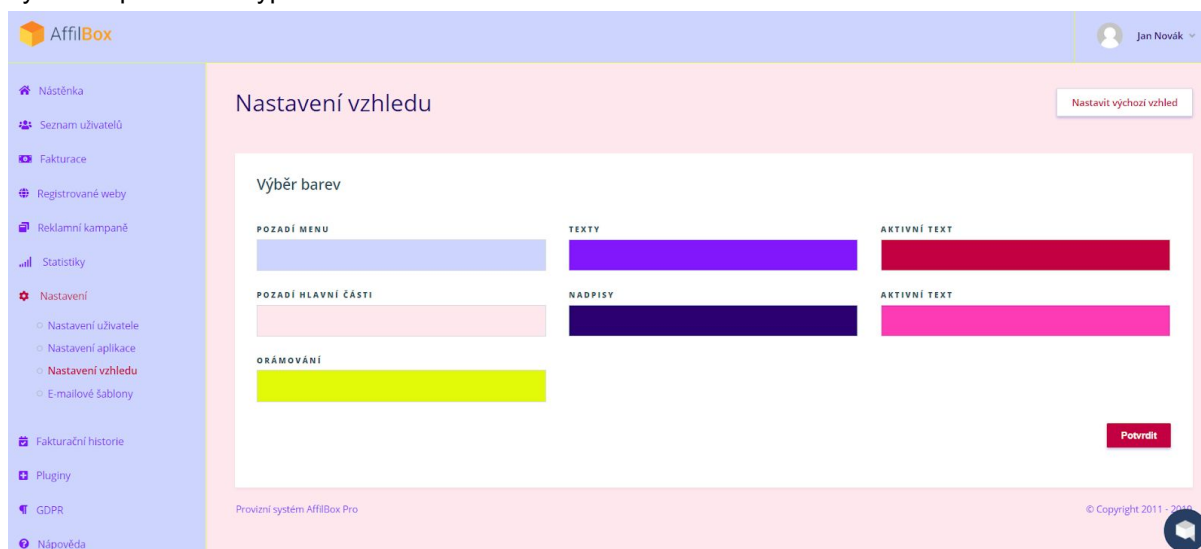 AffilBox
Jan Novák
Nástěnka
Seznam uživatelů
Fakturace
Registrované weby
Reklamní kampaně
Statistiky
Nastavení
Nastavení uživatele
Nastavení aplikace
Nastavení vzhledu
E-mailové šablony
Fakturační historie
Pluginy
GDPR
Nápověda
Nastavení vzhledu
Nastavit výchozí vzhled
Výběr barev
POZADÍ MENU
TEXTY
AKTIVNÍ TEXT
POZADÍ HLAVNÍ ČÁSTI
NADPISY
AKTIVNÍ TEXT
ORÁMOVÁNÍ
Potvrdit
Provizní systém AffilBox Pro
© Copyright 2011 - 2019